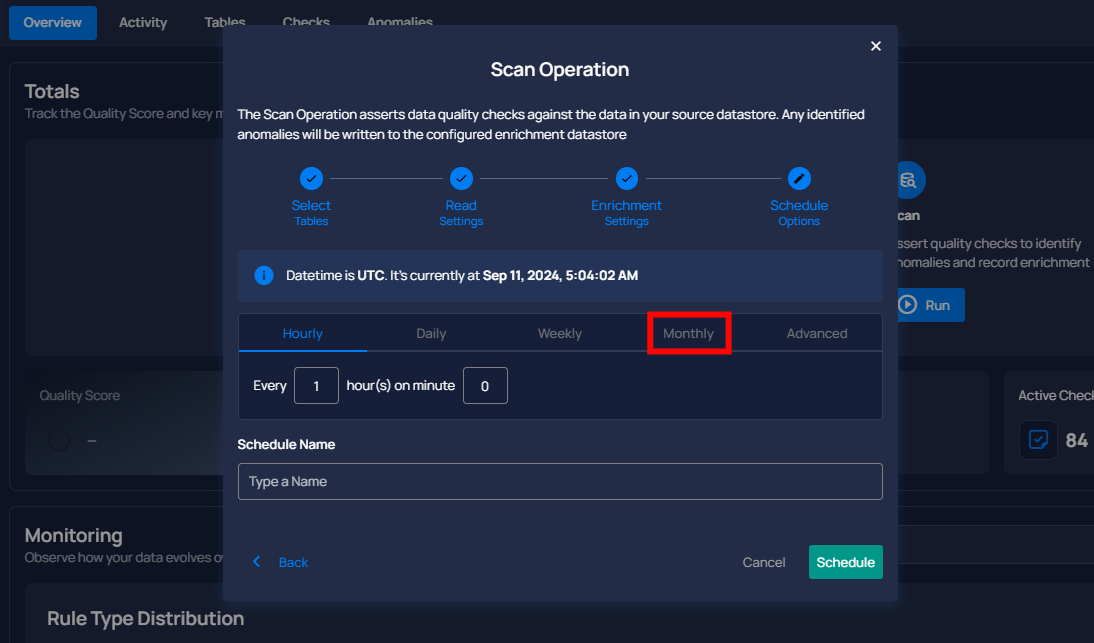 Overview Activity Tables Checks Anomalies
Scan Operation
The Scan Operation asserts data quality checks against the data in your source datastore. Any identified
anomalies will be written to the configured enrichment datastore
Select Read Enrichment Schedule
Tables Settings Settings Options
Datetime is UTC. It's currently at Sep 11, 2024, 5:04:02 AM
Hourly Daily Weekly Monthly Advanced
Every 1 hour(s) on minute 0
Schedule Name
Type a Name
Back Cancel Schedule
Totals
Track the Quality Score and key m
can
ssert quality checks to identify
nomalies and record enrichment
Run
Quality Score
–
Active Check
84
Monitoring
Observe how your data evolves ov
Rule Type Distribution